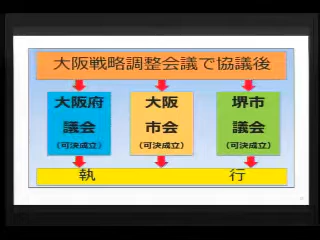 大阪戦略調整会議で協議後
大阪府
議会
(可決成立)
大阪
市会
(可決成立)
堺市
議会
(可決成立)
執 行